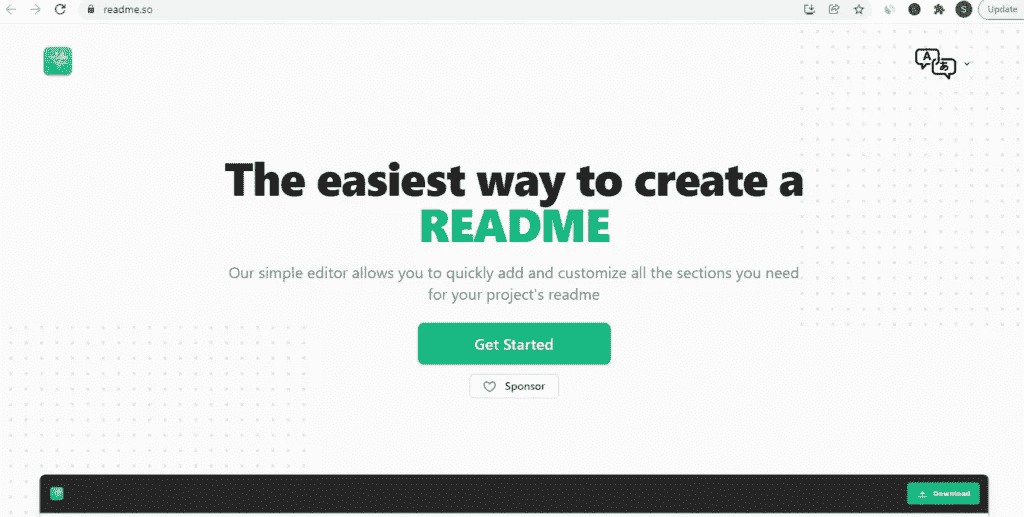 readme.so
S
Update
A
あ
The easiest way to create a
README
Our simple editor allows you to quickly add and customize all the sections you need
for your project's readme
Get Started
Sponsor
Download